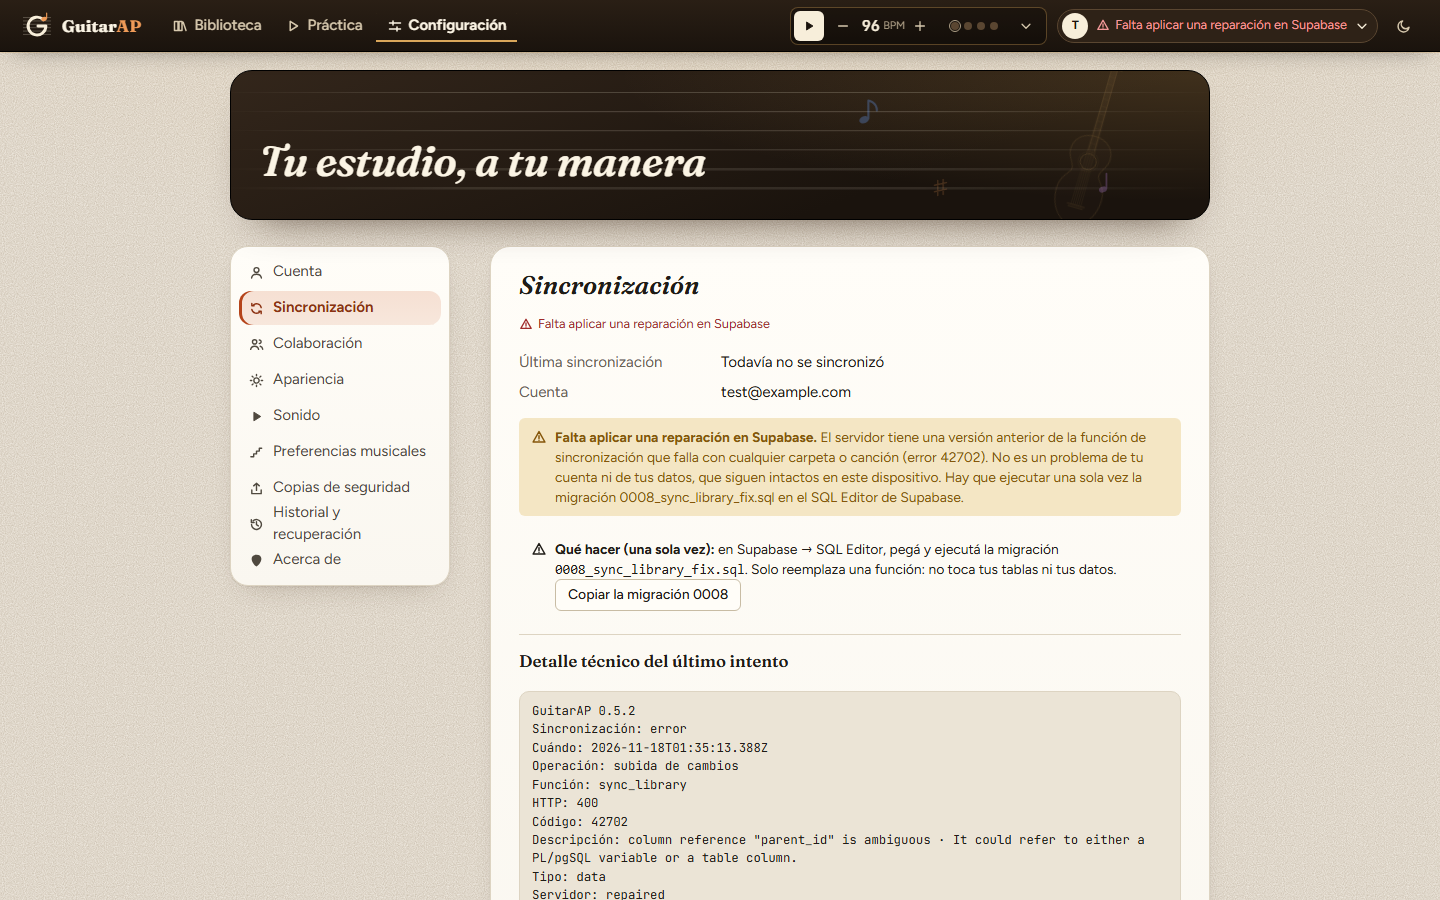 GuitarAP
Biblioteca
Práctica
Configuración
96 BPM
T
Falta aplicar una reparación en Supabase
Tu estudio, a tu manera
Cuenta
Sincronización
Colaboración
Apariencia
Sonido
Preferencias musicales
Copias de seguridad
Historial y
recuperación
Acerca de
Sincronización
Falta aplicar una reparación en Supabase
Última sincronización Todavía no se sincronizó
Cuenta test@example.com
Falta aplicar una reparación en Supabase. El servidor tiene una versión anterior de la función de
sincronización que falla con cualquier carpeta o canción (error 42702). No es un problema de tu
cuenta ni de tus datos, que siguen intactos en este dispositivo. Hay que ejecutar una sola vez la
migración 0008_sync_library_fix.sql en el SQL Editor de Supabase.
Qué hacer (una sola vez): en Supabase → SQL Editor, pegá y ejecutá la migración
0008_sync_library_fix.sql. Solo reemplaza una función: no toca tus tablas ni tus datos.
Copiar la migración 0008
Detalle técnico del último intento
GuitarAP 0.5.2
Sincronización: error
Cuándo: 2026-11-18T01:35:13.388Z
Operación: subida de cambios
Función: sync_library
HTTP: 400
Código: 42702
Descripción: column reference "parent_id" is ambiguous · It could refer to either a
PL/pgSQL variable or a table column.
Tipo: data
Servidor: repaired